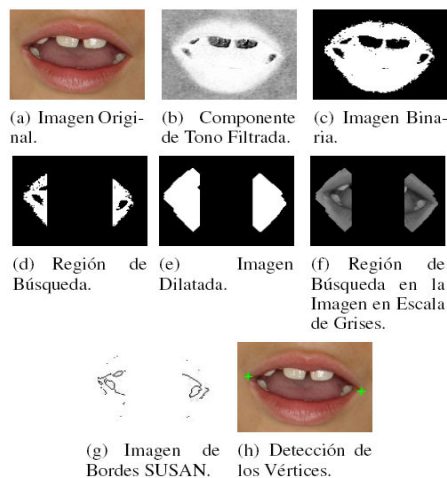 (a) Imagen Origi-
nal.
(b) Componente
de Tono Filtrada.
(c) Imagen Bina-
ria.
(d) Región de
Búsqueda.
(e) Imagen
Dilatada.
(f) Región de
Búsqueda en la
Imagen en Escala
de Grises.
(g) Imagen de
Bordes SUSAN.
(h) Detección de
los Vértices.